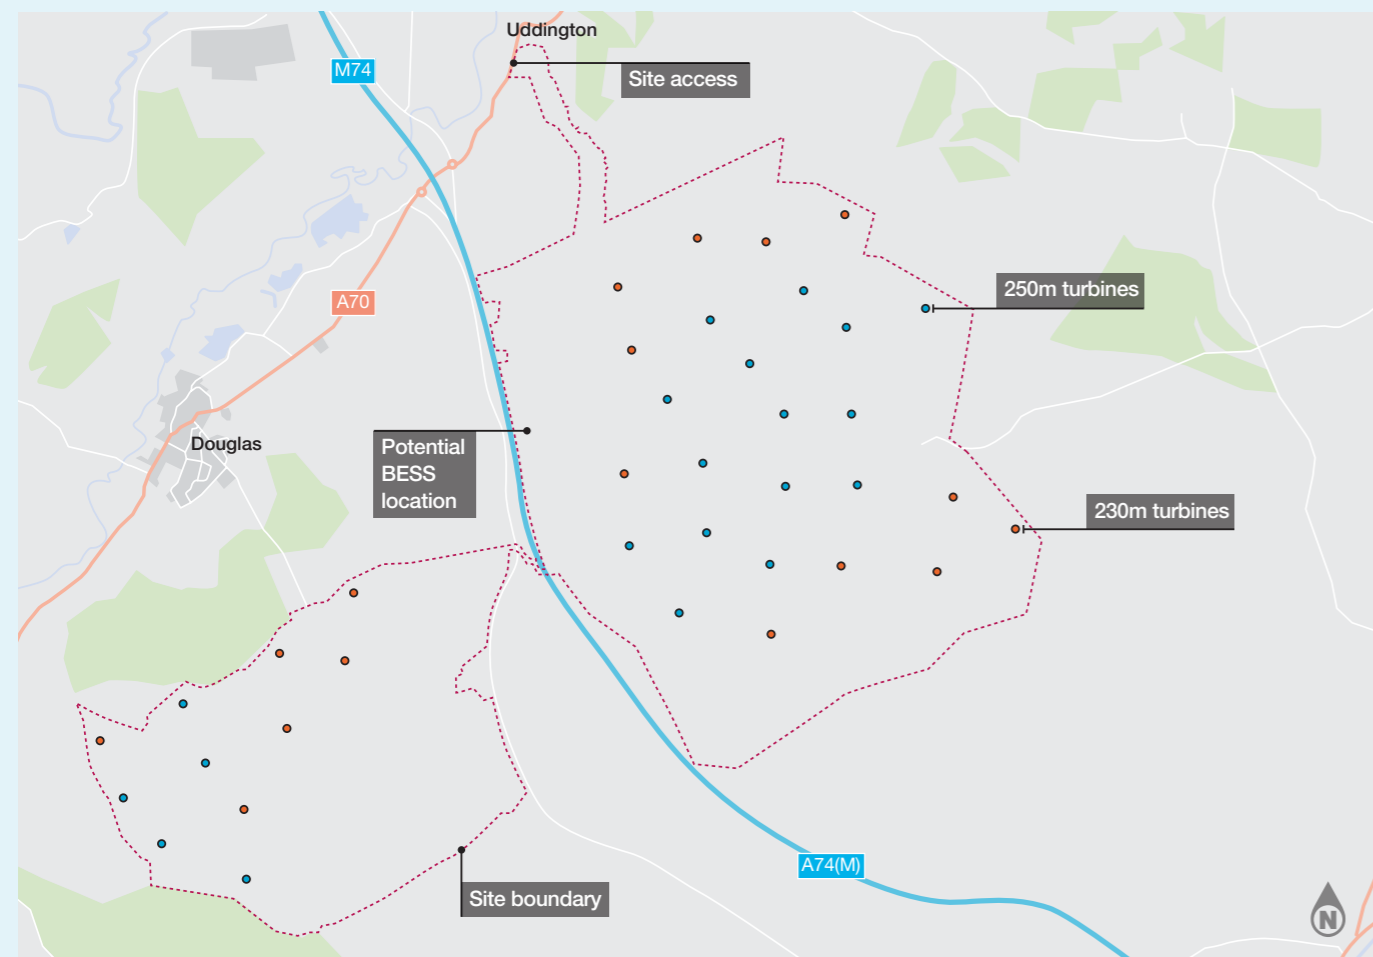 Uddington
M74
Site access
250m turbines
A70
Douglas
Potential
BESS
location
230m turbines
A74(M)
Site boundary
N